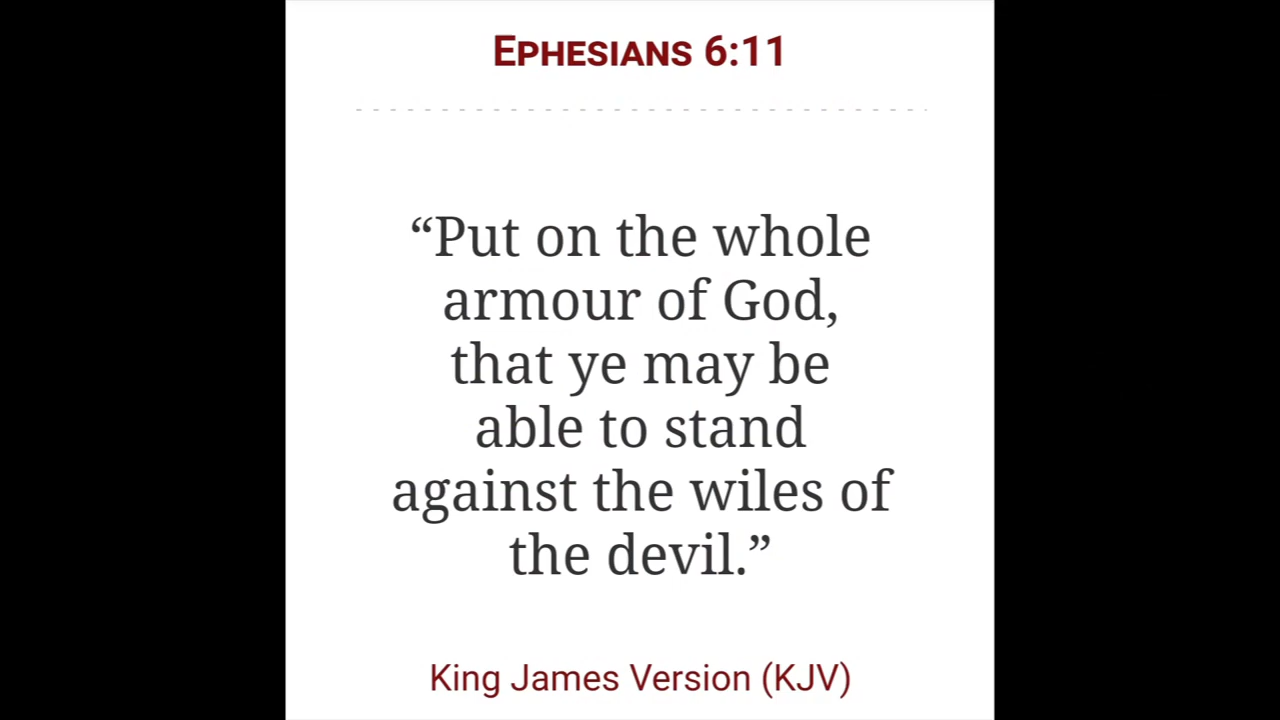 Ephesians 6:11
“Put on the whole
armour of God,
that ye may be
able to stand
against the wiles of
the devil.”
King James Version (KJV)